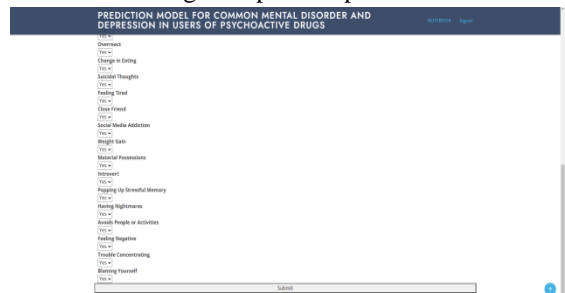 PREDICTION MODEL FOR COMMON MENTAL DISORDER AND
DEPRESSION IN USERS OF PSYCHOACTIVE DRUGS
NOTEBOOK logout
Yes
Overreact
Yes
Change in Eating
Yes
Suicidal Thoughts
Yes
Feeling Tired
Yes
Close Friend
Yes
Social Media Addiction
Yes
Weight Gain
Yes
Material Possessions
Yes
Introvert
Yes
Popping Up Stressful Memory
Yes
Having Nightmares
Yes
Avoids People or Activities
Yes
Feeling Negative
Yes
Trouble Concentrating
Yes
Blaming Yourself
Yes
Submit